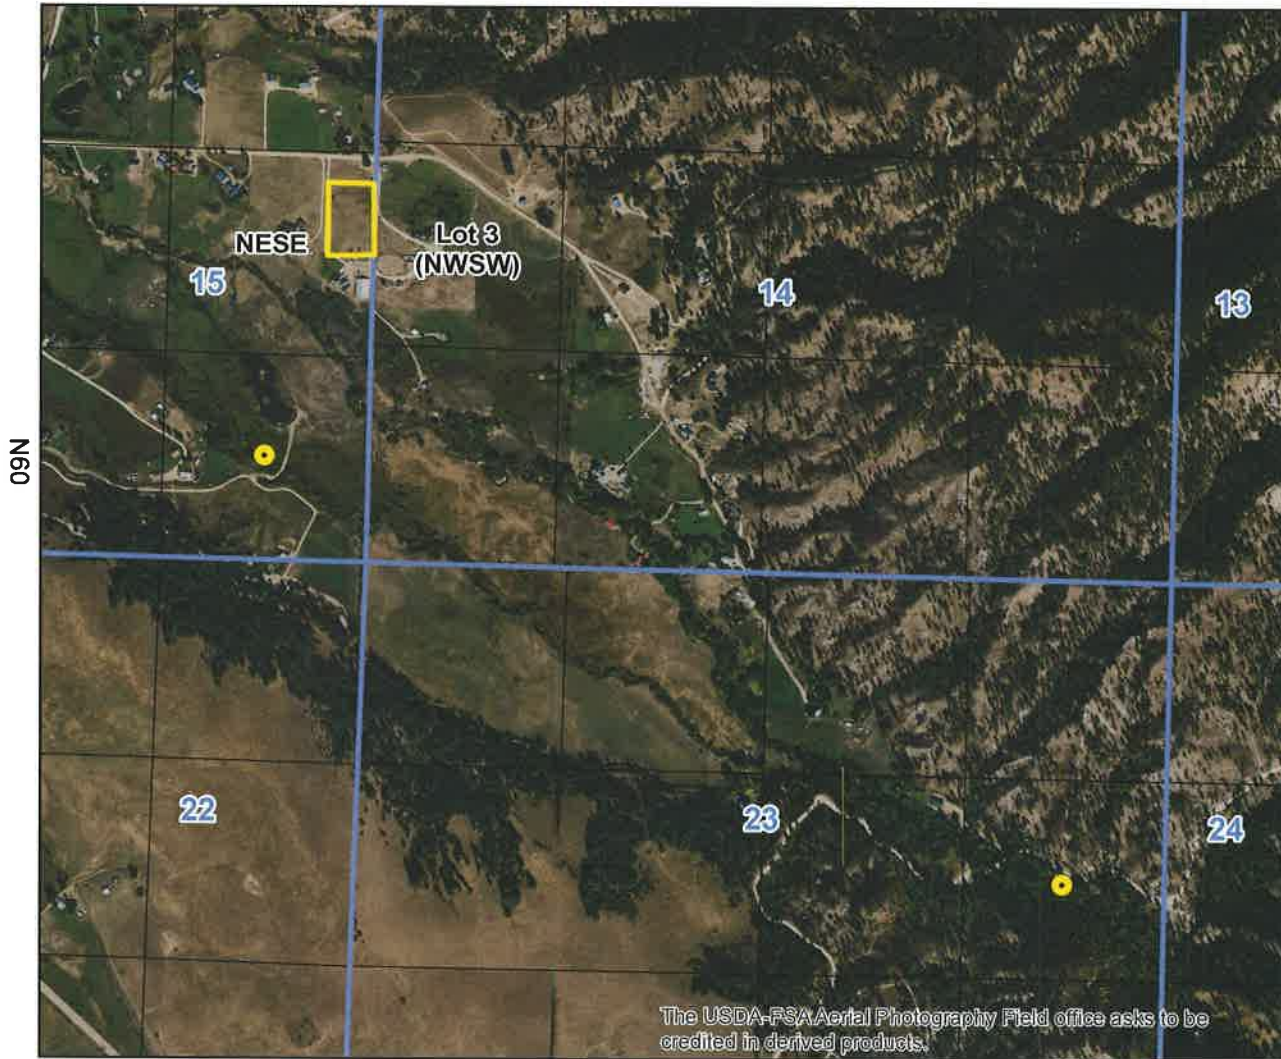 NESE
Lot 3
(NWSW)
15
14
13
09N
22
23
24
The USDA-FSA Aerial Photography Field office asks to be
credited in derived products.